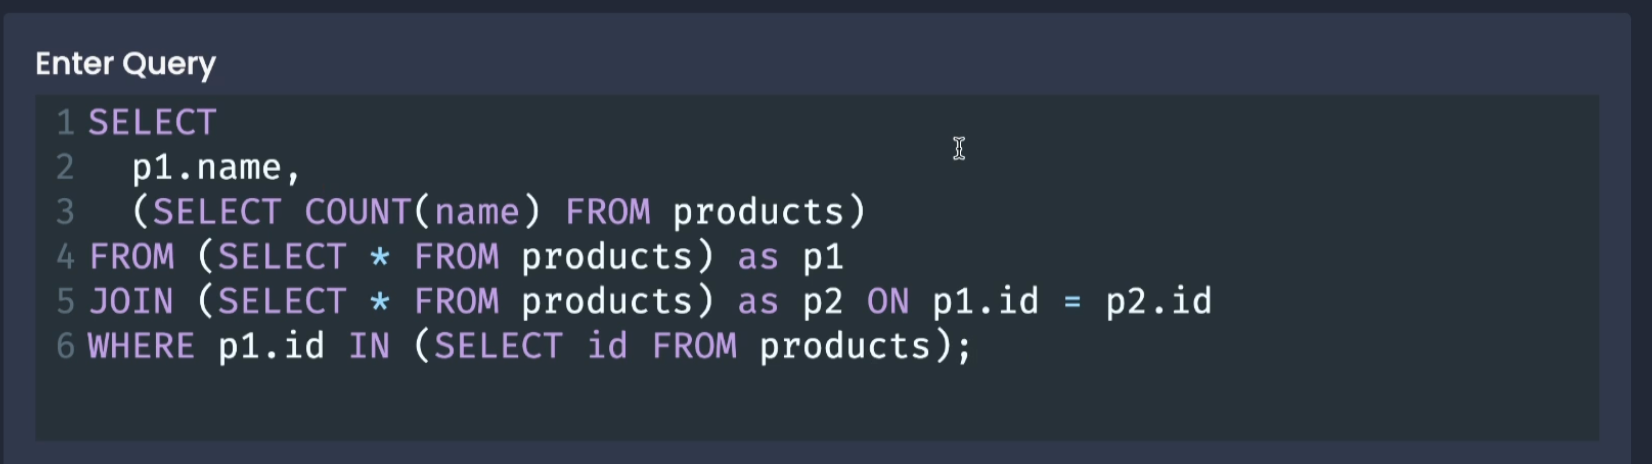 Enter Query
1 SELECT
2 p1.name,
3 (SELECT COUNT(name) FROM products)
4 FROM (SELECT * FROM products) as p1
5 JOIN (SELECT * FROM products) as p2 ON p1.id = p2.id
6 WHERE p1.id IN (SELECT id FROM products);